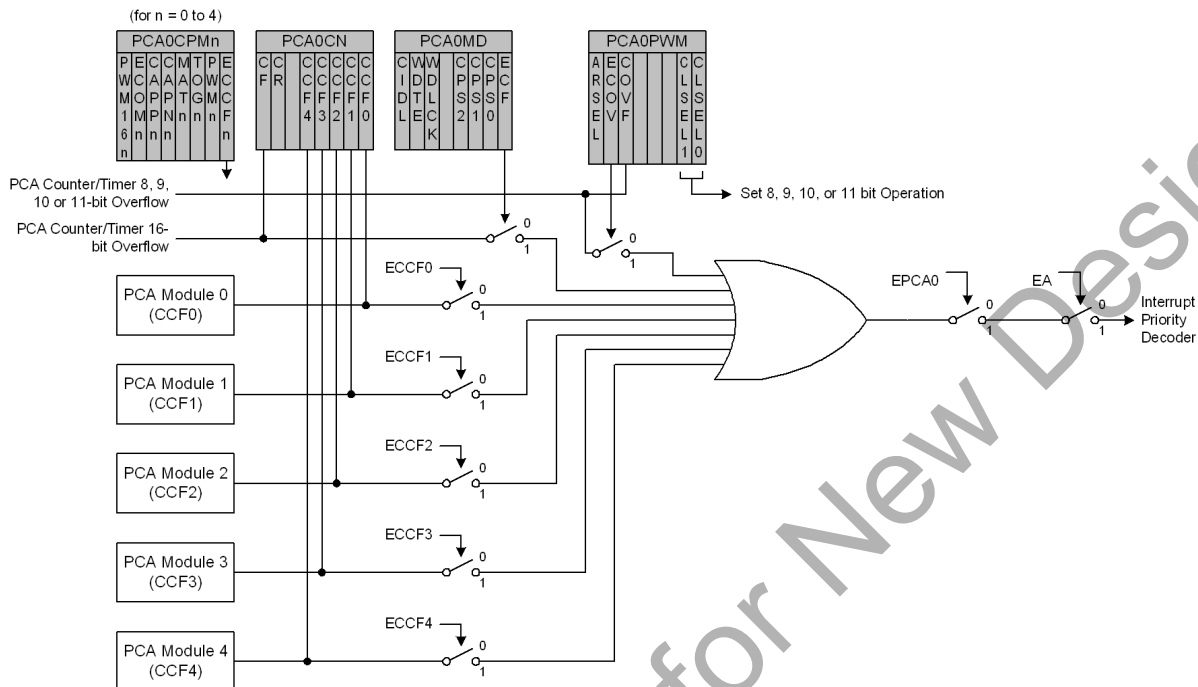 (for n = 0 to 4)
PCA0CPMn
PWM16n
ECOMn
CAPPn
CAPNn
MATn
TOGn
PWMn
ECCFn
PCA0CN
CF
CR
CCF4
CCF3
CCF2
CCF1
CCF0
PCA0MD
CIDL
WDTE
WDLCK
CPS2
CPS1
CPS0
ECF
PCA0PWM
ARSEL
ECOV
COVF
CLSEL1
CLSEL0
PCA Counter/Timer 8, 9,
10 or 11-bit Overflow
Set 8, 9, 10, or 11 bit Operation
PCA Counter/Timer 16-
bit Overflow
0
1
0
1
PCA Module 0
(CCF0)
ECCF0
0
1
EPCA0
0
1
EA
0
1
Interrupt
Priority
Decoder
PCA Module 1
(CCF1)
ECCF1
0
1
PCA Module 2
(CCF2)
ECCF2
0
1
PCA Module 3
(CCF3)
ECCF3
0
1
PCA Module 4
(CCF4)
ECCF4
0
1
for New Desig